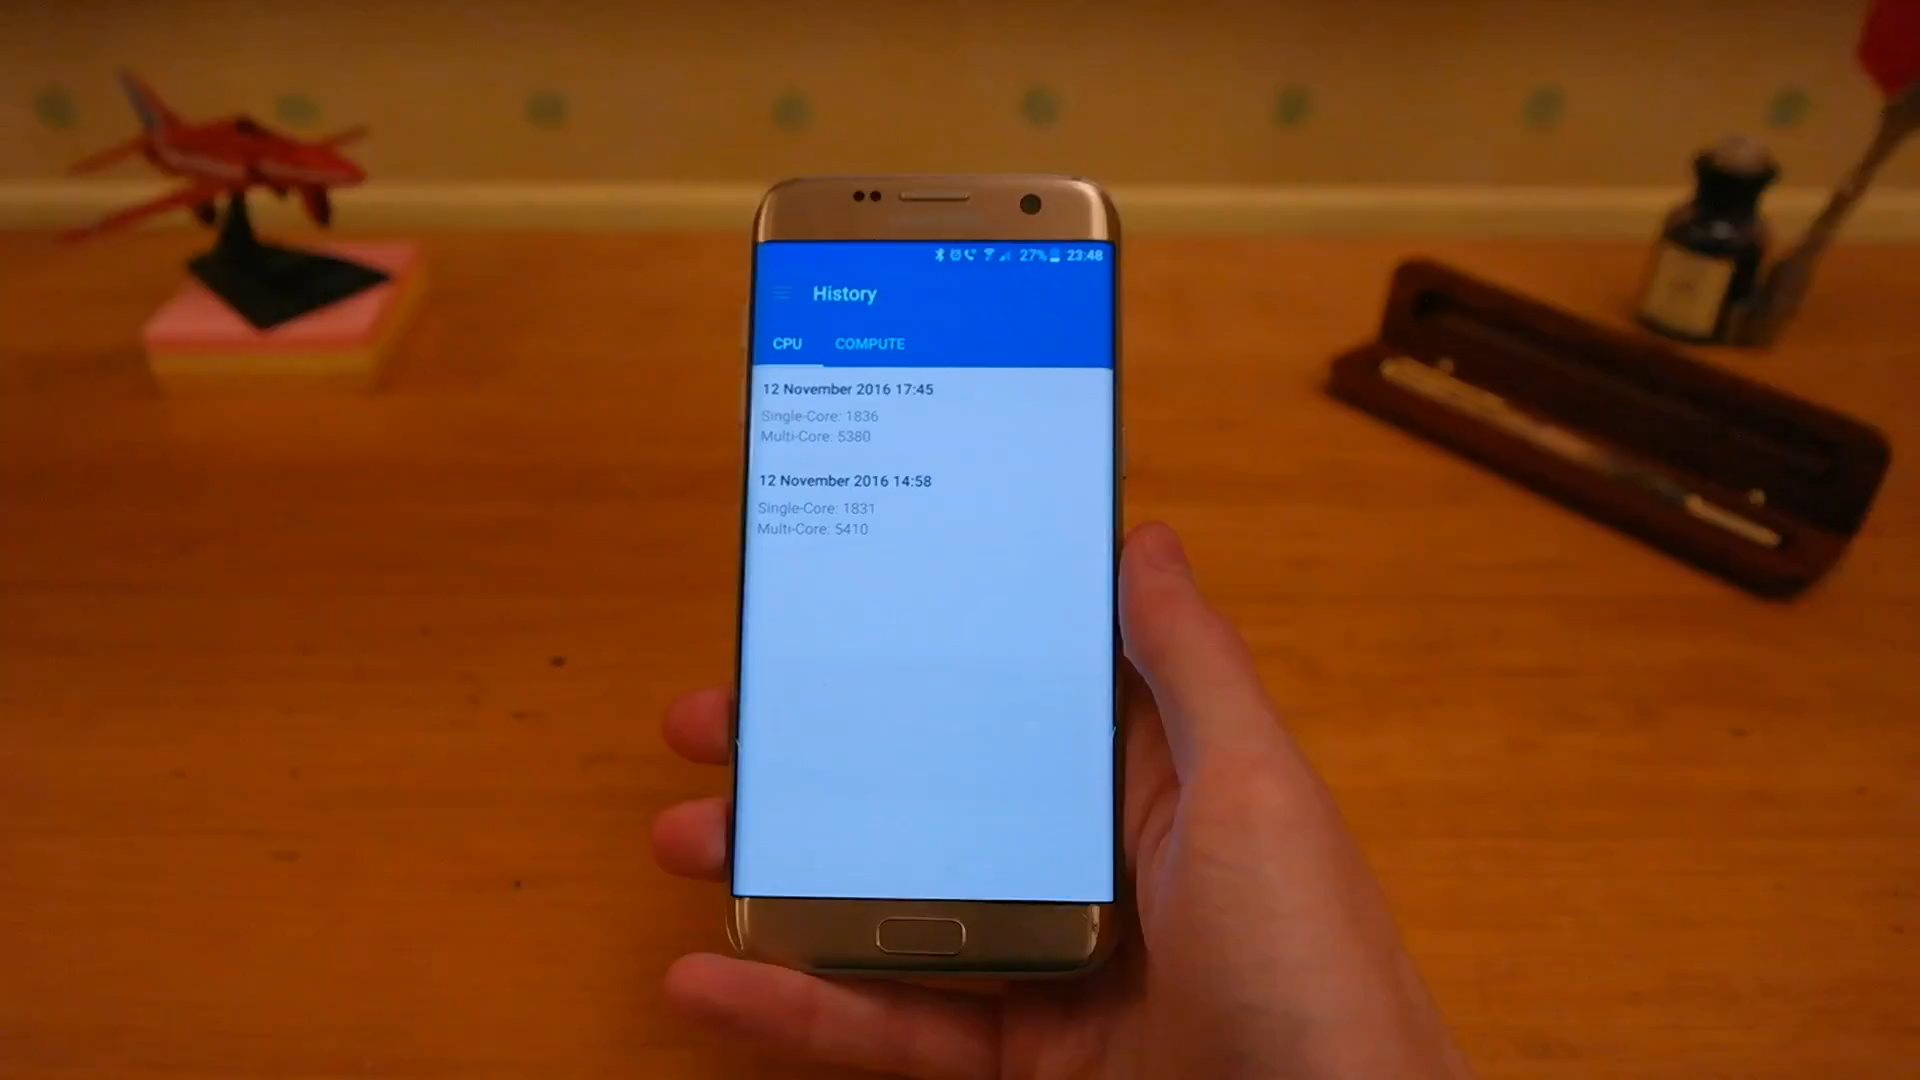 27% 23:48
History
CPU COMPUTE
12 November 2016 17:45
Single-Core: 1836
Multi-Core: 5380
12 November 2016 14:58
Single-Core: 1831
Multi-Core: 5410